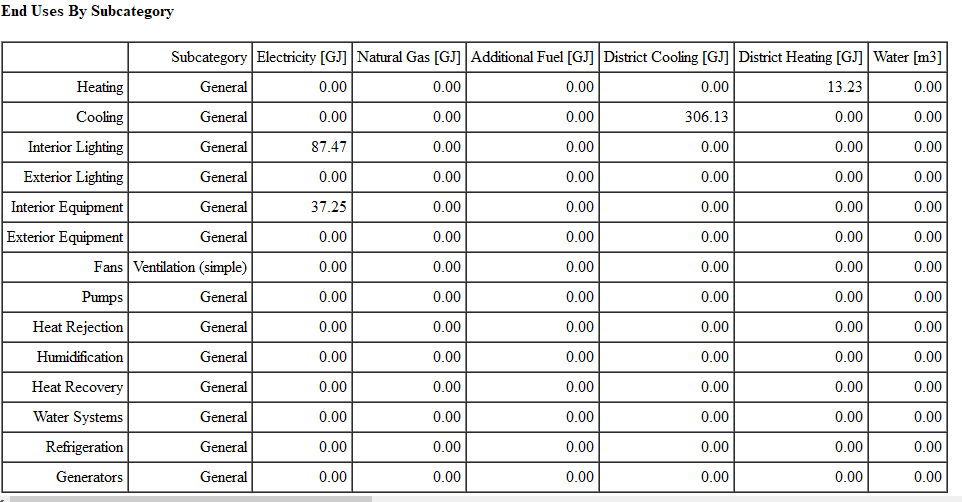 End Uses By Subcategory
Subcategory Electricity [GJ] Natural Gas [GJ] Additional Fuel [GJ] District Cooling [GJ] District Heating [GJ] Water [m3]
Heating General 0.00 0.00 0.00 0.00 13.23 0.00
Cooling General 0.00 0.00 0.00 306.13 0.00 0.00
Interior Lighting General 87.47 0.00 0.00 0.00 0.00 0.00
Exterior Lighting General 0.00 0.00 0.00 0.00 0.00 0.00
Interior Equipment General 37.25 0.00 0.00 0.00 0.00 0.00
Exterior Equipment General 0.00 0.00 0.00 0.00 0.00 0.00
Fans Ventilation (simple) 0.00 0.00 0.00 0.00 0.00 0.00
Pumps General 0.00 0.00 0.00 0.00 0.00 0.00
Heat Rejection General 0.00 0.00 0.00 0.00 0.00 0.00
Humidification General 0.00 0.00 0.00 0.00 0.00 0.00
Heat Recovery General 0.00 0.00 0.00 0.00 0.00 0.00
Water Systems General 0.00 0.00 0.00 0.00 0.00 0.00
Refrigeration General 0.00 0.00 0.00 0.00 0.00 0.00
Generators General 0.00 0.00 0.00 0.00 0.00 0.00